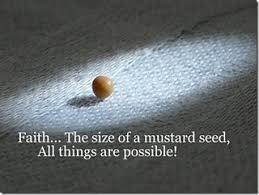 Faith... The size of a mustard seed,
All things are possible!